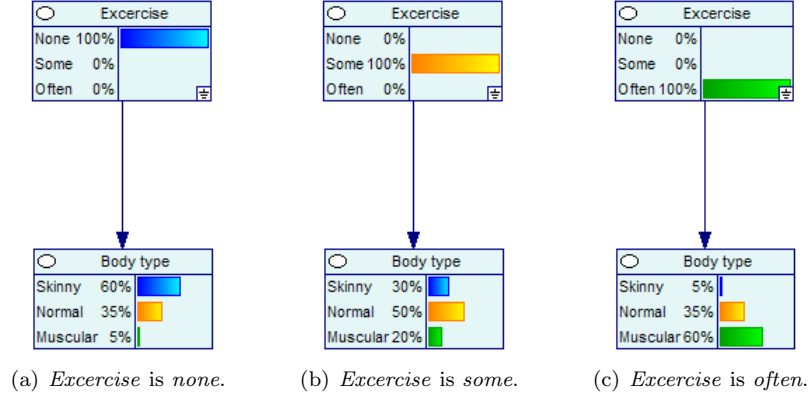 Excercise
None 100%
Some 0%
Often 0%
Body type
Skinny 60%
Normal 35%
Muscular 5%
(a) Excercise is none.
Excercise
None 0%
Some 100%
Often 0%
Body type
Skinny 30%
Normal 50%
Muscular 20%
(b) Excercise is some.
Excercise
None 0%
Some 0%
Often 100%
Body type
Skinny 5%
Normal 35%
Muscular 60%
(c) Excercise is often.